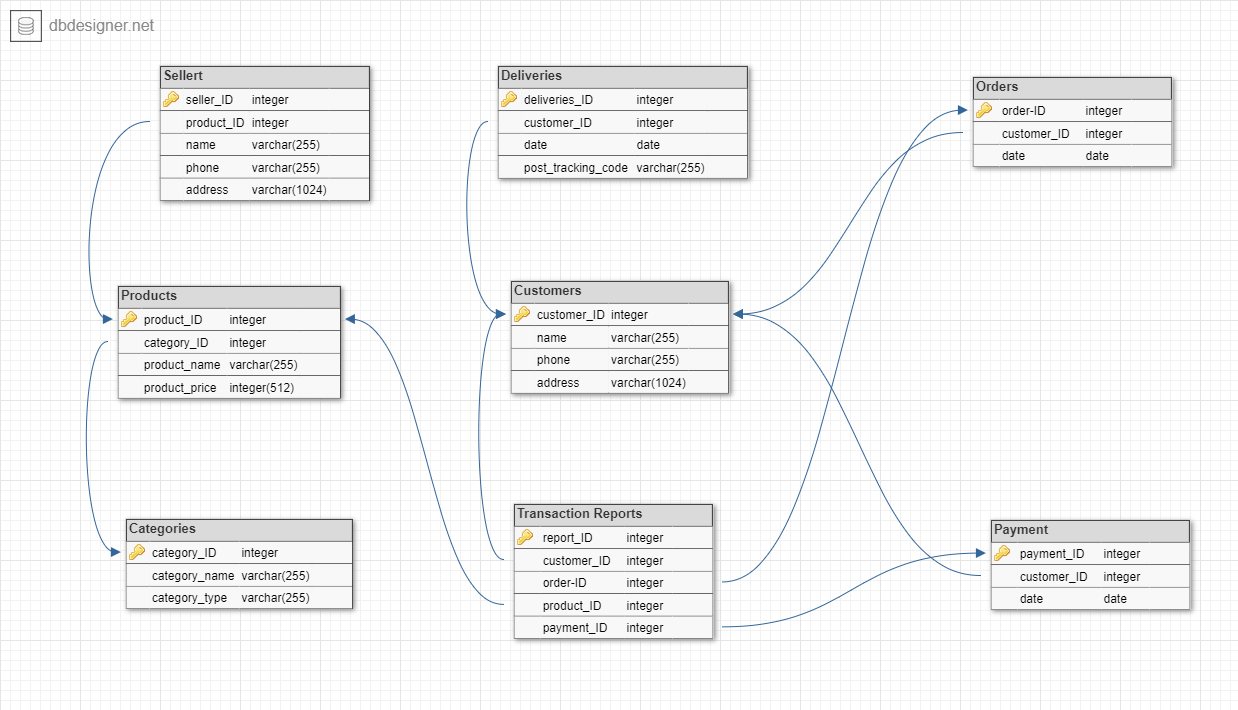 dbdesigner.net
Sellert
seller_ID integer
product_ID integer
name varchar(255)
phone varchar(255)
address varchar(1024)
Deliveries
deliveries_ID integer
customer_ID integer
date date
post_tracking_code varchar(255)
Orders
order-ID integer
customer_ID integer
date date
Products
product_ID integer
category_ID integer
product_name varchar(255)
product_price integer(512)
Customers
customer_ID integer
name varchar(255)
phone varchar(255)
address varchar(1024)
Categories
category_ID integer
category_name varchar(255)
category_type varchar(255)
Transaction Reports
report_ID integer
customer_ID integer
order-ID integer
product_ID integer
payment_ID integer
Payment
payment_ID integer
customer_ID integer
date date